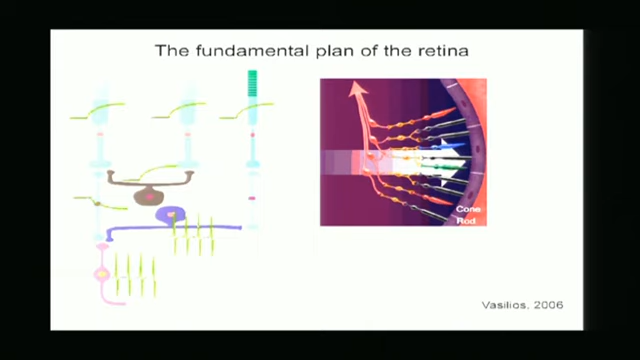 The fundamental plan of the retina
Cone
Rod
Vasilios, 2006